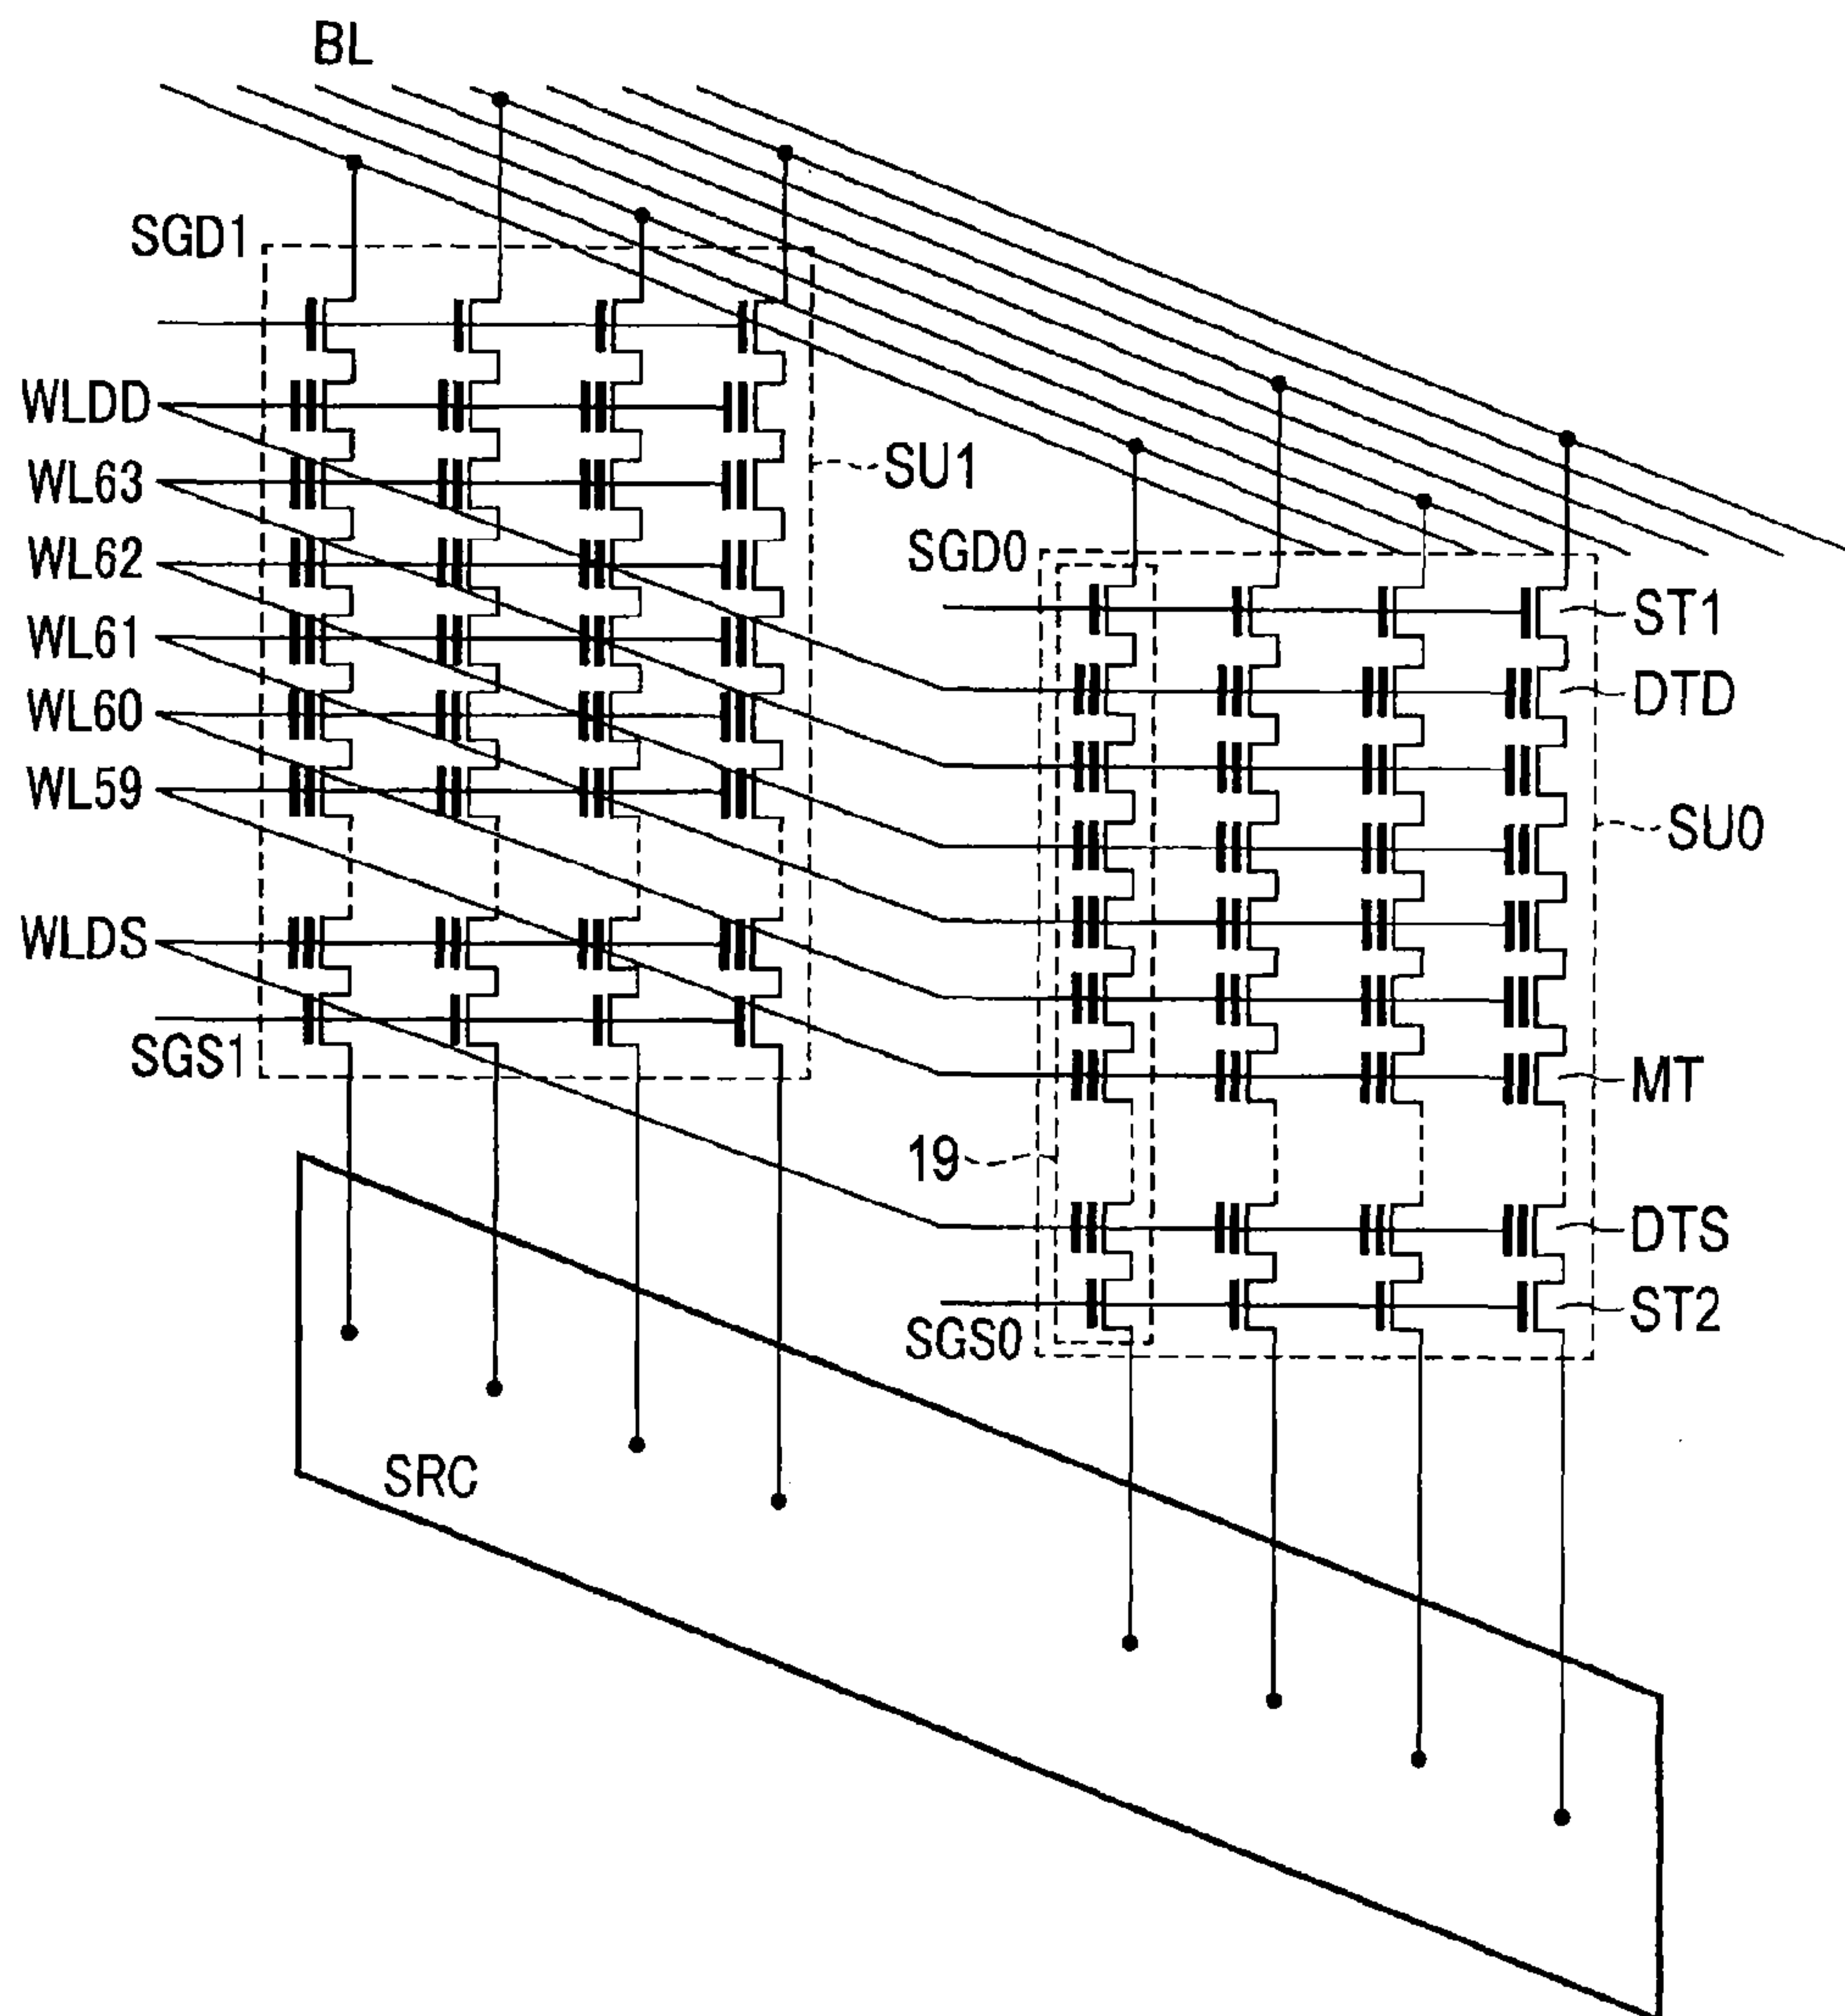 BL
SGD1
WLDD
WL63
SU1
WL62
SGD0
WL61
ST1
WL60
DTD
WL59
SU0
WLDS
SGS1
MT
19
DTS
SGS0
ST2
SRC